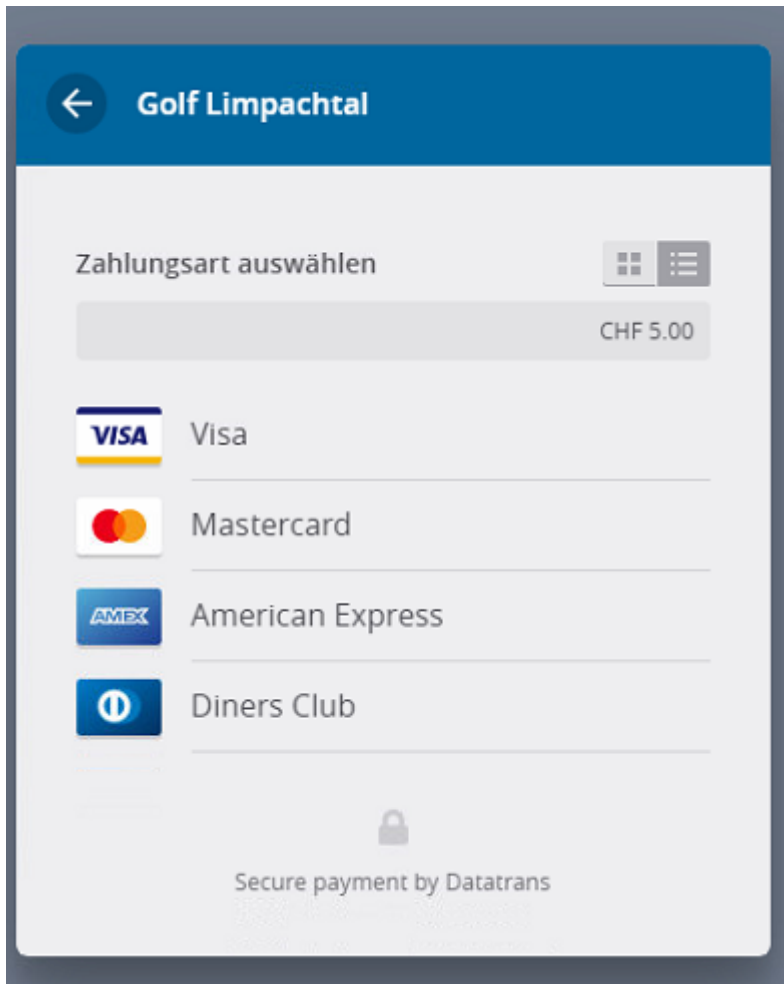 Golf Limpachtal
Zahlungsart auswählen
CHF 5.00
VISA Visa
Mastercard
AMEX American Express
Diners Club
Secure payment by Datatrans